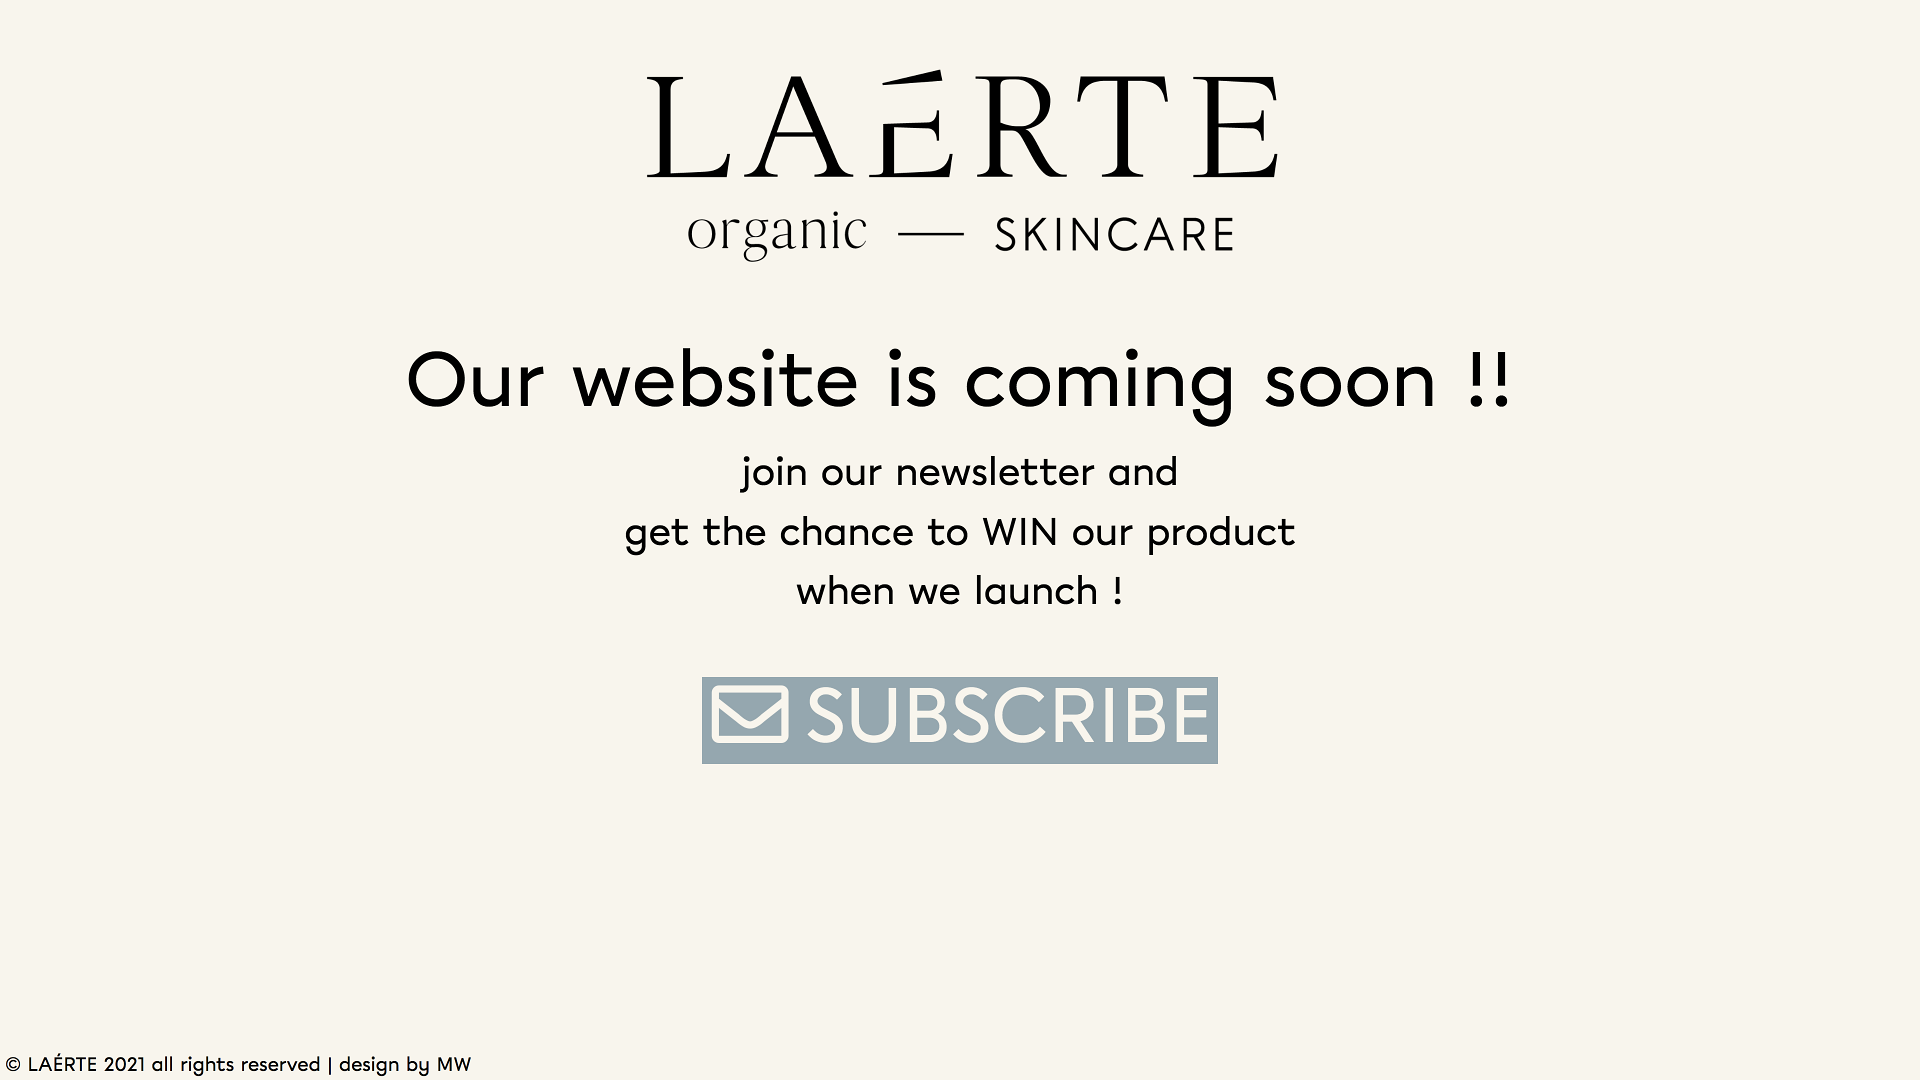 LAÉRTE
organic — SKINCARE
Our website is coming soon !!
join our newsletter and
get the chance to WIN our product
when we launch !
SUBSCRIBE
© LAÉRTE 2021 all rights reserved | design by MW